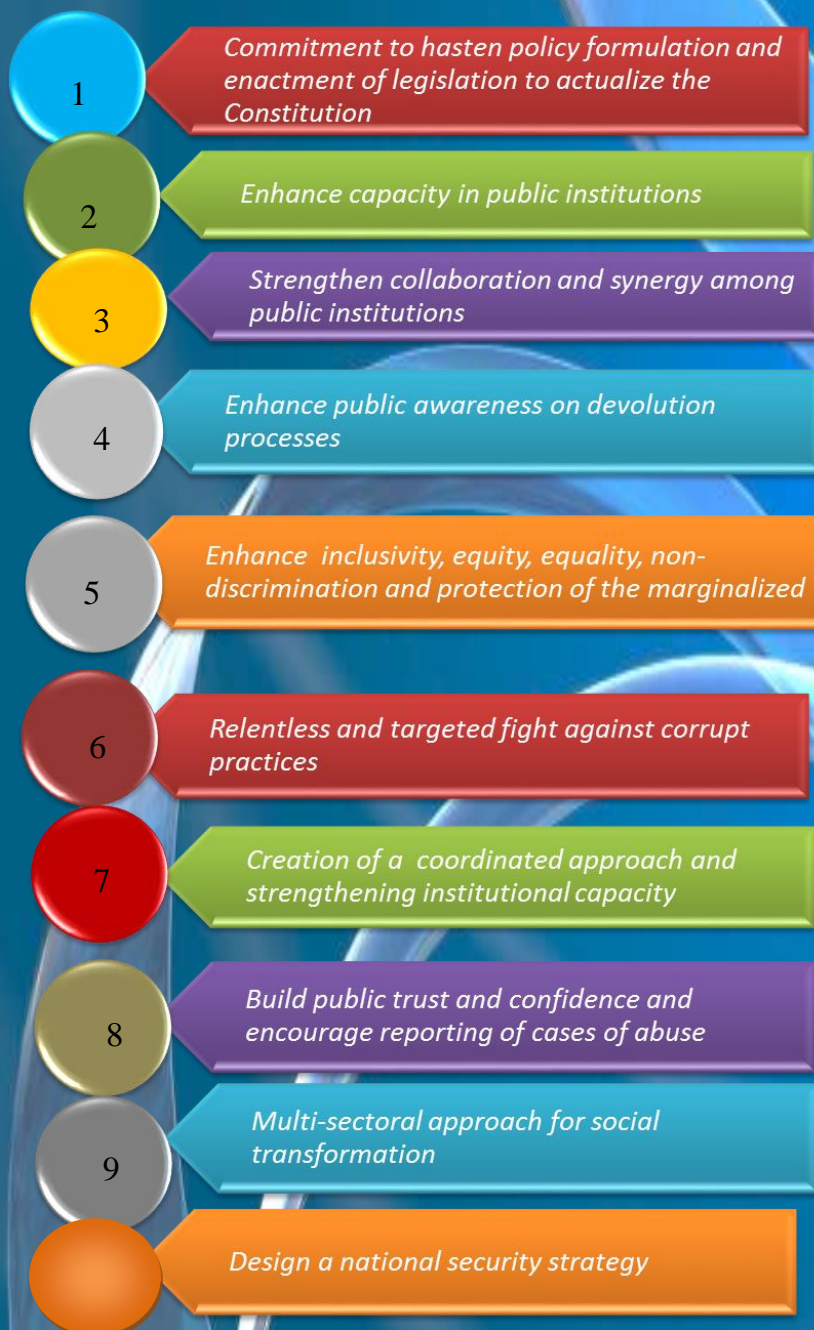 1
Commitment to hasten policy formulation and
enactment of legislation to actualize the
Constitution
2
Enhance capacity in public institutions
3
Strengthen collaboration and synergy among
public institutions
4
Enhance public awareness on devolution
processes
5
Enhance inclusivity, equity, equality, non-
discrimination and protection of the marginalized
6
Relentless and targeted fight against corrupt
practices
7
Creation of a coordinated approach and
strengthening institutional capacity
8
Build public trust and confidence and
encourage reporting of cases of abuse
9
Multi-sectoral approach for social
transformation
Design a national security strategy